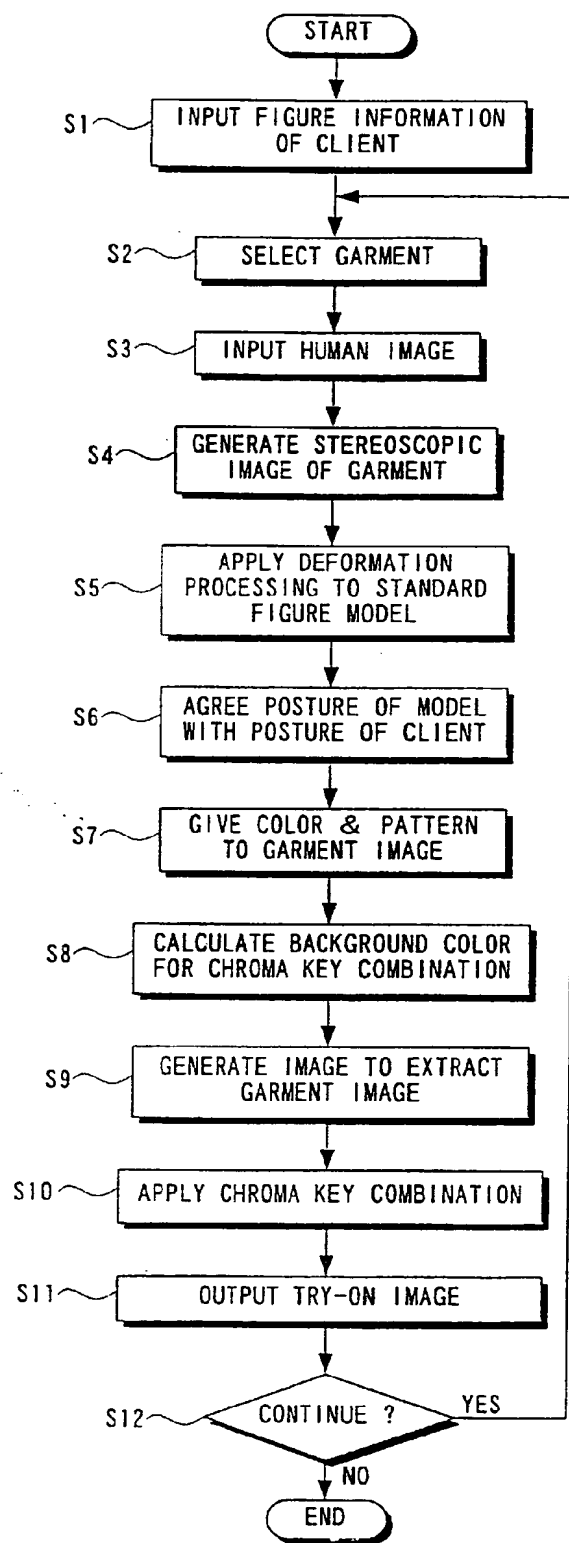 START
S1
INPUT FIGURE INFORMATION
OF CLIENT
S2
SELECT GARMENT
S3
INPUT HUMAN IMAGE
S4
GENERATE STEREOSCOPIC
IMAGE OF GARMENT
S5
APPLY DEFORMATION
PROCESSING TO STANDARD
FIGURE MODEL
S6
AGREE POSTURE OF MODEL
WITH POSTURE OF CLIENT
S7
GIVE COLOR & PATTERN
TO GARMENT IMAGE
S8
CALCULATE BACKGROUND COLOR
FOR CHROMA KEY COMBINATION
S9
GENERATE IMAGE TO EXTRACT
GARMENT IMAGE
S10
APPLY CHROMA KEY COMBINATION
S11
OUTPUT TRY-ON IMAGE
S12
CONTINUE ?
YES
NO
END